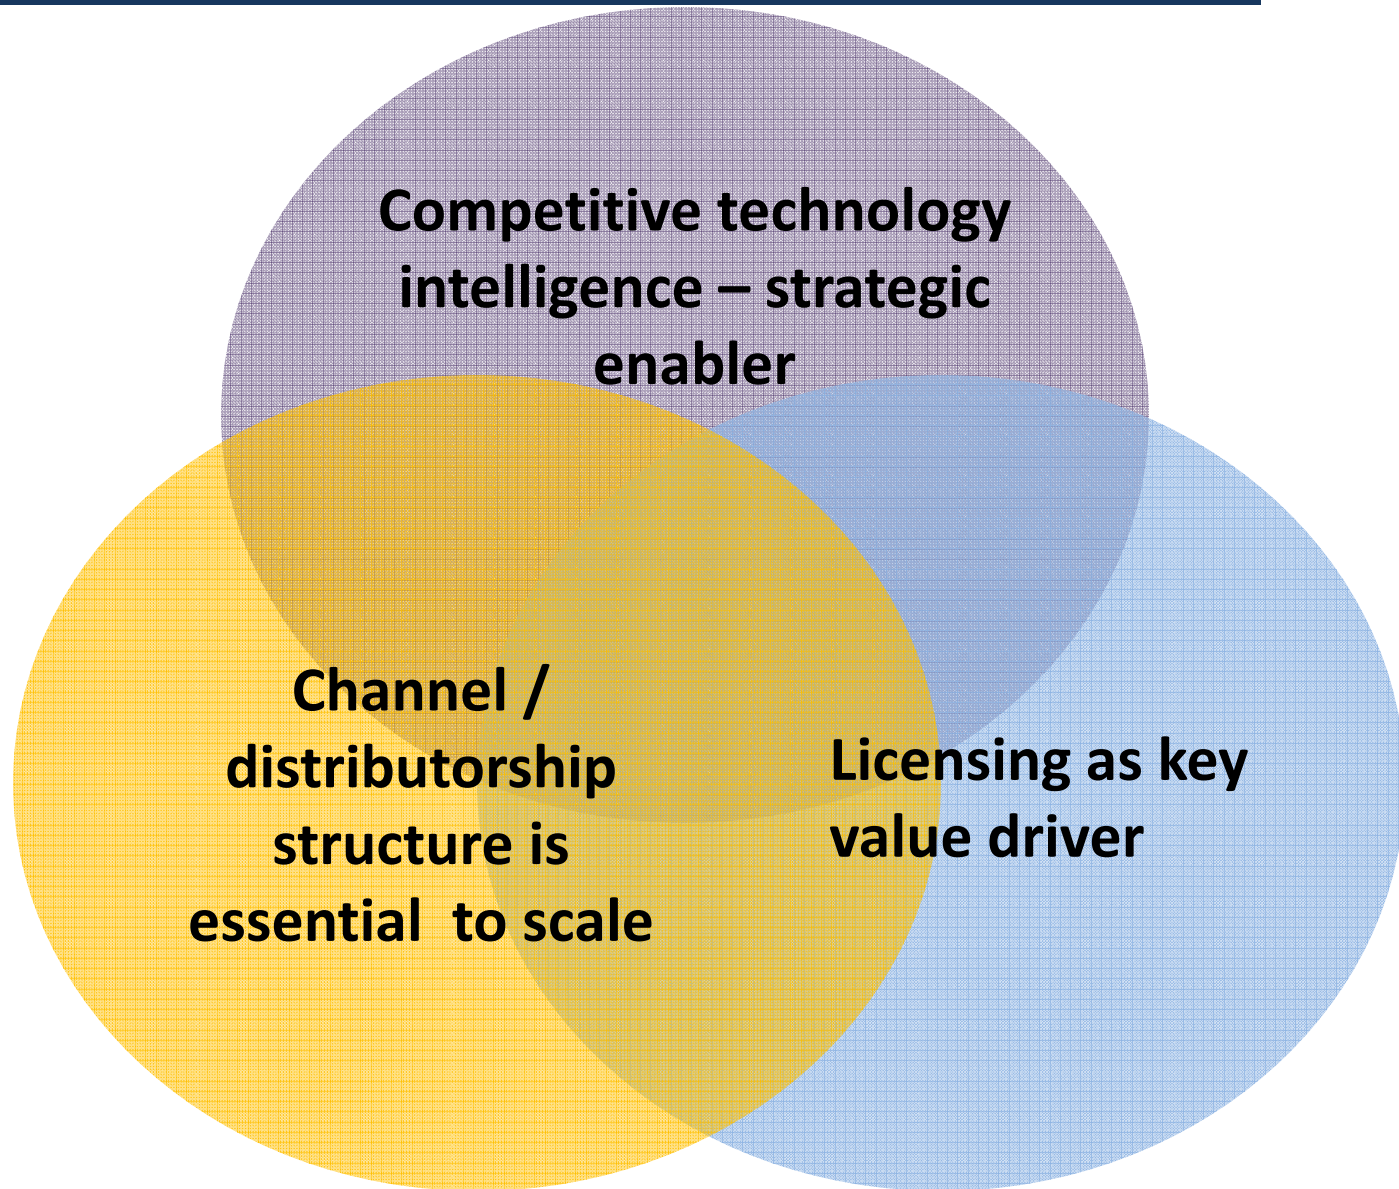 Competitive technology
intelligence – strategic
enabler
Channel /
distributorship
structure is
essential  to scale
Licensing as key
value driver